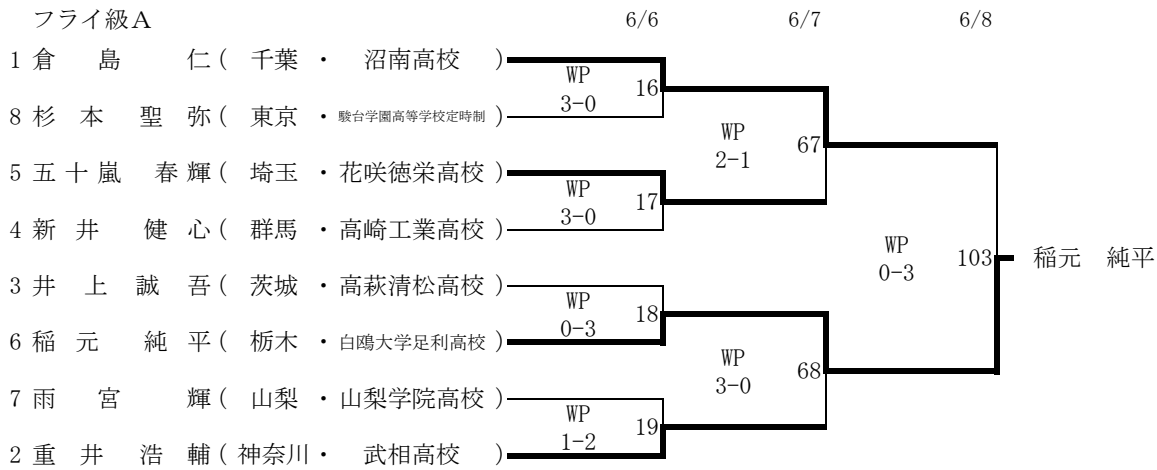 フライ級A 6/6 6/7 6/8
1 倉島 仁 ( 千葉 ・ 沼南高校 )
WP 16
3-0
8 杉本 聖弥 ( 東京 ・ 駿台学園高等学校定時制 )
WP 67
2-1
5 五十嵐 春輝 ( 埼玉 ・ 花咲徳栄高校 )
WP 17
3-0
4 新井 健心 ( 群馬 ・ 高崎工業高校 )
WP 103 稲元 純平
0-3
3 井上 誠吾 ( 茨城 ・ 高萩清松高校 )
WP 18
0-3
6 稲元 純平 ( 栃木 ・ 白鴎大学足利高校 )
WP 68
3-0
7 雨宮 輝 ( 山梨 ・ 山梨学院高校 )
WP 19
1-2
2 重井 浩輔 ( 神奈川 ・ 武相高校 )